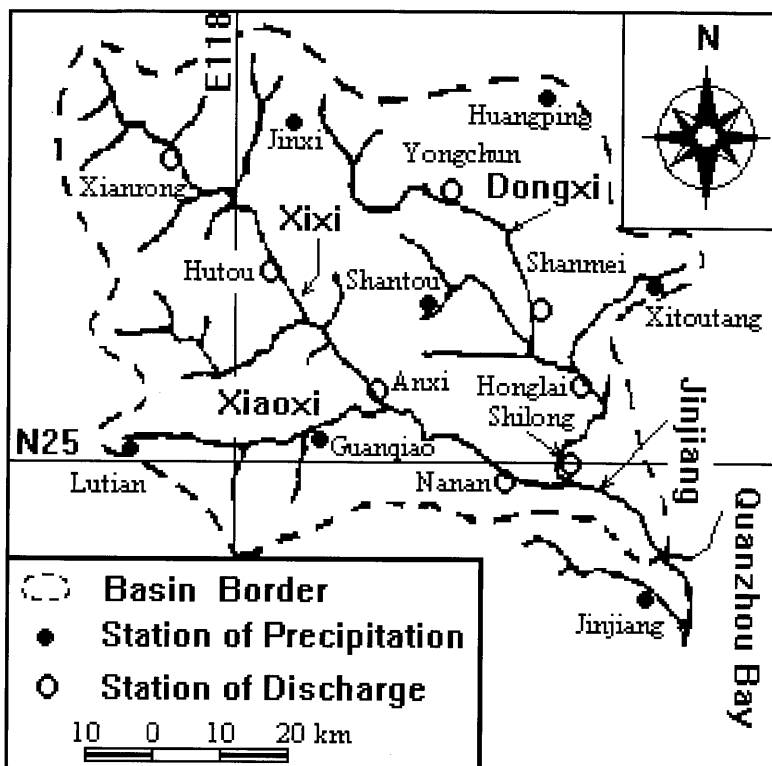 E118
N
Huangping
Jinxi
Yongchun
Dongxi
Xianrong
Xixi
Hutou
Shantou
Shanmei
Xitoutang
Anxi
Honglai
Xiaoxi
Shilong
N25
Guanqiao
Jinjiang
Lutian
Nanan
Quanzhou Bay
Jinjiang
Basin Border
Station of Precipitation
Station of Discharge
10 0 10 20 km